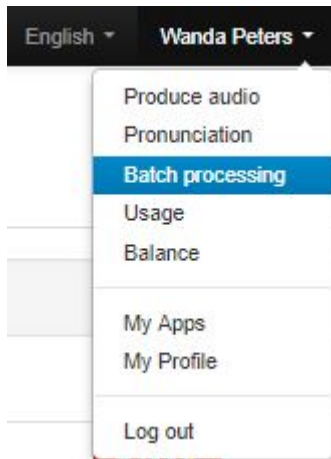 English Wanda Peters
Produce audio
Pronunciation
Batch processing
Usage
Balance
My Apps
My Profile
Log out